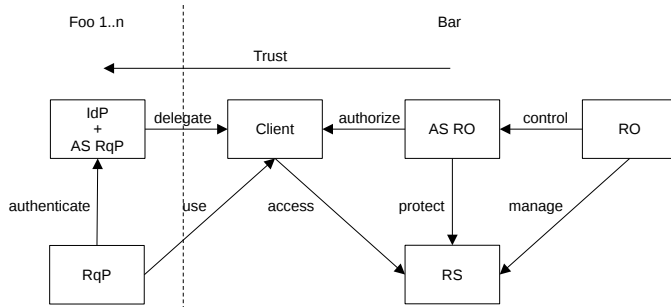 Foo 1..n
Bar
Trust
IdP
+
AS RqP
delegate
Client
authorize
AS RO
control
RO
authenticate
use
access
protect
manage
RqP
RS